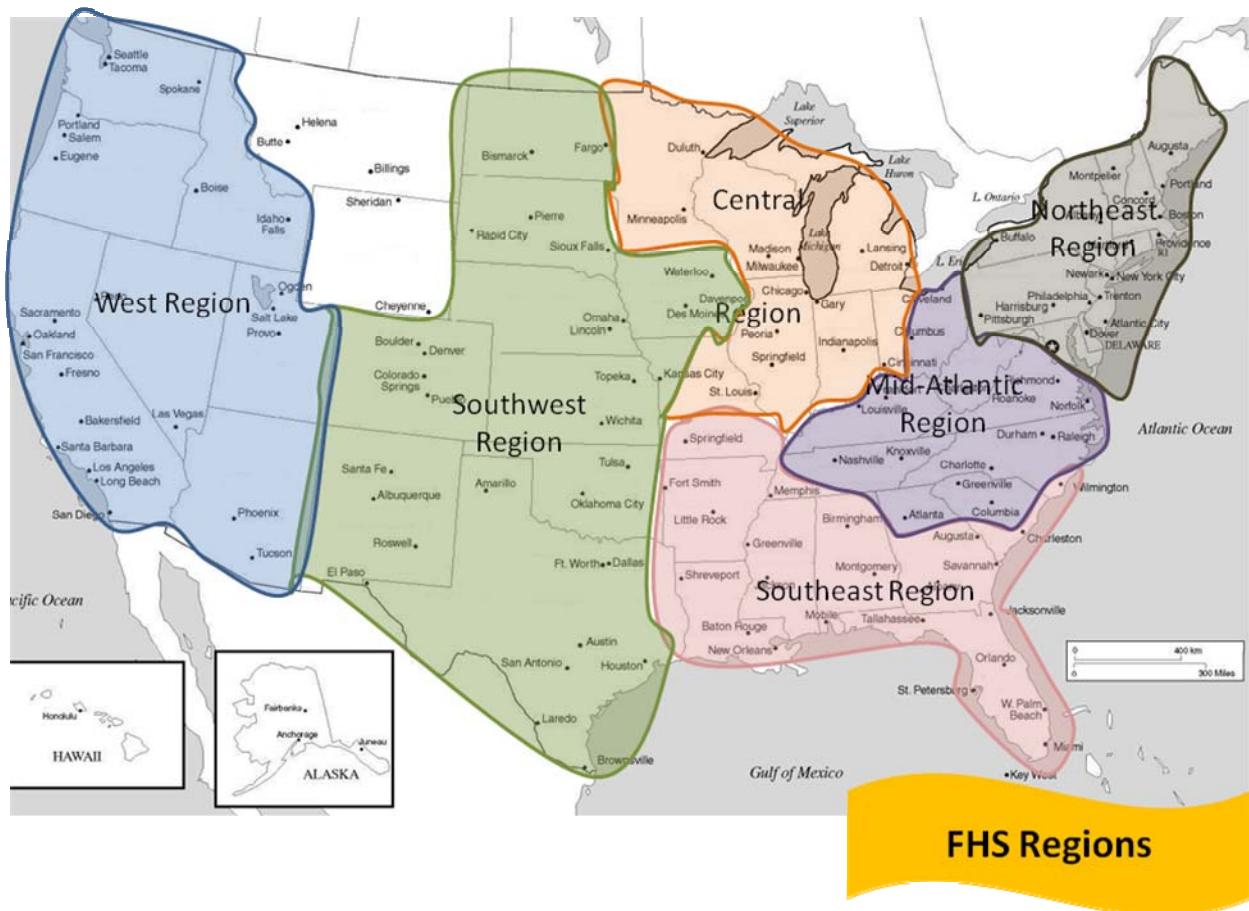 Seattle
Tacoma
Spokane
Portland
Salem
Eugene
Boise
Idaho
Falls
Helena
Butte
Billings
Sheridan
Cheyenne
Ogden
Salt Lake
Provo
West Region
Sacramento
Oakland
San Francisco
Fresno
Bakersfield
Las Vegas
Santa Barbara
Los Angeles
Long Beach
San Diego
Phoenix
Tucson
Bismarck
Fargo
Pierre
Rapid City
Sioux Falls
Waterloo
Des Moines
Omaha
Lincoln
Boulder
Denver
Colorado
Springs
Topeka
Kansas City
Wichita
Southwest
Region
Santa Fe
Albuquerque
Roswell
Amarillo
Tulsa
Oklahoma City
Ft. Worth
Dallas
El Paso
Austin
San Antonio
Houston
Laredo
Brownsville
Duluth
Minneapolis
Lake
Superior
Lake
Huron
Lake
Michigan
Central
Region
Madison
Milwaukee
Lansing
Detroit
Chicago
Gary
Peoria
Springfield
Indianapolis
St. Louis
L. Ontario
L. Eri
Augusta
Montpelier
Portland
Concord
Boston
Providence
RI
Northeast
Region
Buffalo
Newark
New York City
Philadelphia
Trenton
Harrisburg
Pittsburgh
Atlantic City
Dover
DELAWARE
Cleveland
Columbus
Cincinnati
Mid-Atlantic
Region
Louisville
Richmond
Roanoke
Norfolk
Durham
Raleigh
Knoxville
Nashville
Charlotte
Greenville
Columbia
Atlanta
Wilmington
Atlantic Ocean
Springfield
Fort Smith
Memphis
Little Rock
Birmingham
Augusta
Charleston
Greenville
Savannah
Montgomery
Shreveport
Southeast Region
Jacksonville
Baton Rouge
Mobile
Tallahassee
New Orleans
Orlando
St. Petersburg
W. Palm
Beach
Miami
Key West
Gulf of Mexico
cific Ocean
Honolulu
HAWAII
Fairbanks
Anchorage
Juneau
ALASKA
0 400 km
0 300 Miles
FHS Regions